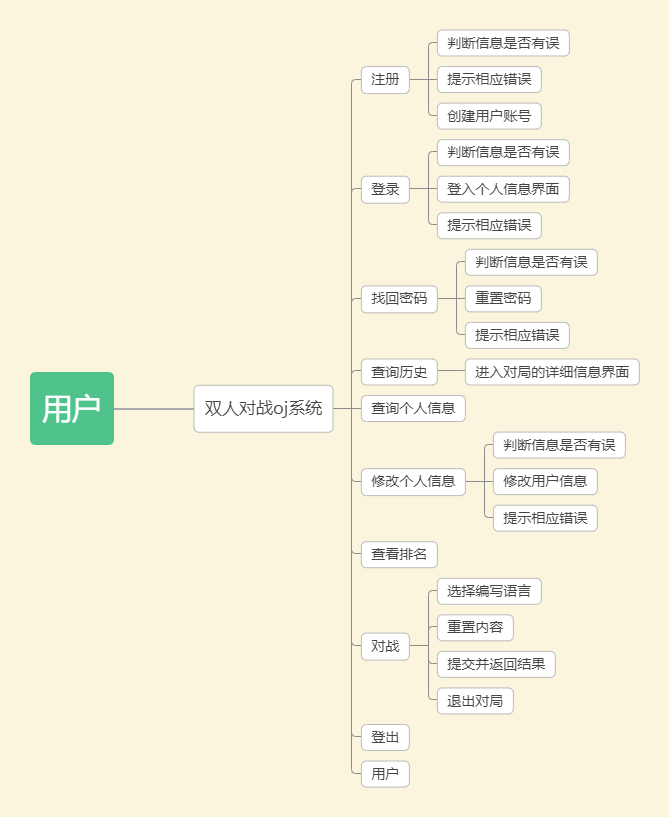 用户
双人对战oj系统
注册
判断信息是否有误
提示相应错误
创建用户账号
登录
判断信息是否有误
登入个人信息界面
提示相应错误
找回密码
判断信息是否有误
重置密码
提示相应错误
查询历史
进入对局的详细信息界面
查询个人信息
修改个人信息
判断信息是否有误
修改用户信息
提示相应错误
查看排名
对战
选择编写语言
重置内容
提交并返回结果
退出对局
登出
用户